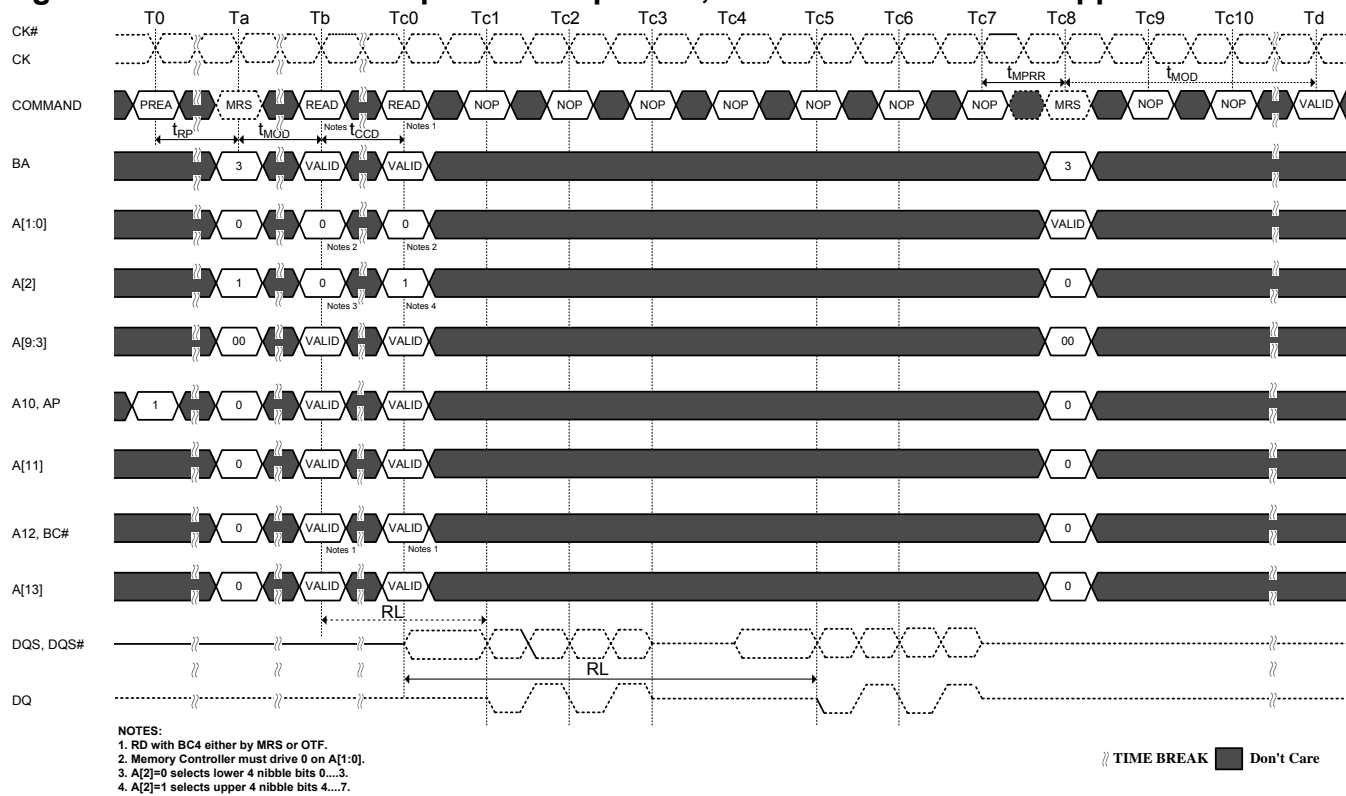 T0 Ta Tb Tc0 Tc1 Tc2 Tc3 Tc4 Tc5 Tc6 Tc7 Tc8 Tc9 Tc10 Td
CK#
CK
tMPRR tMOD
COMMAND PREA MRS READ READ NOP NOP NOP NOP NOP NOP NOP MRS NOP NOP VALID
Notes 1
tRP tMOD tCCD
BA 3 VALID VALID 3
A[1:0] 0 0 0 VALID
Notes 2 Notes 2
A[2] 1 0 1 0
Notes 3 Notes 4
A[9:3] 00 VALID VALID 00
A10, AP 1 0 VALID VALID 0
A[11] 0 VALID VALID 0
A12, BC# 0 VALID VALID 0
Notes 1 Notes 1
A[13] 0 VALID VALID 0
RL
DQS, DQS#
RL
DQ
NOTES:
1. RD with BC4 either by MRS or OTF.
2. Memory Controller must drive 0 on A[1:0].
3. A[2]=0 selects lower 4 nibble bits 0....3.
4. A[2]=1 selects upper 4 nibble bits 4....7.
TIME BREAK Don't Care